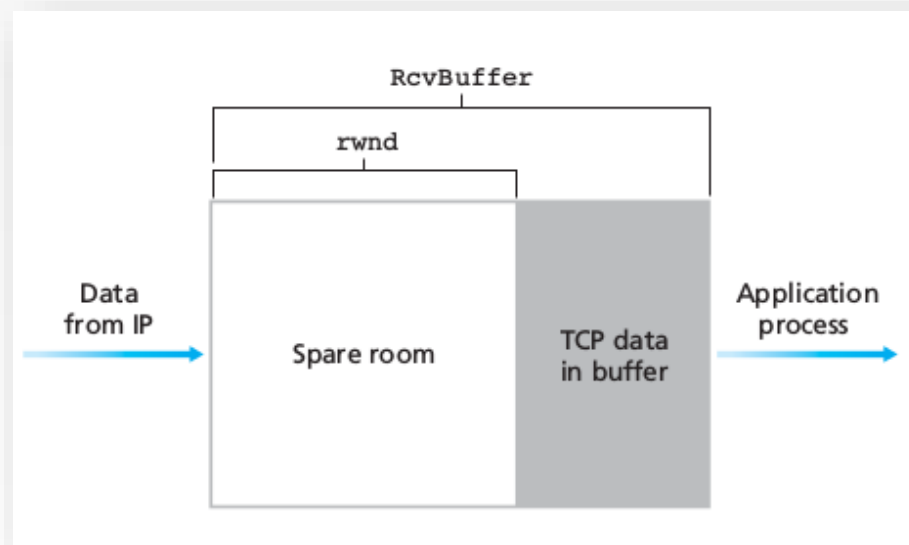 RcvBuffer
rwnd
Data
from IP
Spare room
TCP data
in buffer
Application
process